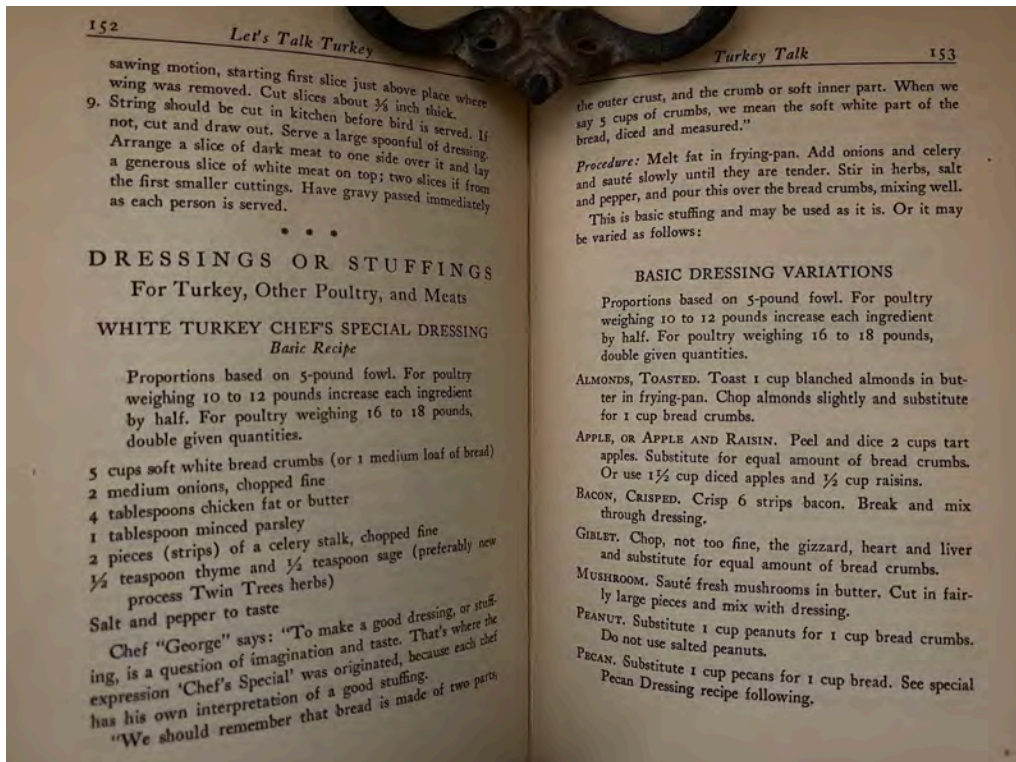 152
Let's Talk Turkey
sawing motion, starting first slice just above place where
wing was removed. Cut slices about ⅜ inch thick.
9. String should be cut in kitchen before bird is served. If
not, cut and draw out. Serve a large spoonful of dressing.
Arrange a slice of dark meat to one side over it and lay
a generous slice of white meat on top; two slices if from
the first smaller cuttings. Have gravy passed immediately
as each person is served.
• • •
DRESSINGS OR STUFFINGS
For Turkey, Other Poultry, and Meats
WHITE TURKEY CHEF'S SPECIAL DRESSING
Basic Recipe
Proportions based on 5-pound fowl. For poultry
weighing 10 to 12 pounds increase each ingredient
by half. For poultry weighing 16 to 18 pounds,
double given quantities.
5 cups soft white bread crumbs (or 1 medium loaf of bread)
2 medium onions, chopped fine
4 tablespoons chicken fat or butter
1 tablespoon minced parsley
2 pieces (strips) of a celery stalk, chopped fine
½ teaspoon thyme and ½ teaspoon sage (preferably new
process Twin Trees herbs)
Salt and pepper to taste
Chef "George" says: "To make a good dressing, or stuff-
ing, is a question of imagination and taste. That's where the
expression 'Chef's Special' was originated, because each chef
has his own interpretation of a good stuffing.
"We should remember that bread is made of two parts,
Turkey Talk
153
the outer crust, and the crumb or soft inner part. When we
say 5 cups of crumbs, we mean the soft white part of the
bread, diced and measured."
Procedure: Melt fat in frying-pan. Add onions and celery
and sauté slowly until they are tender. Stir in herbs, salt
and pepper, and pour this over the bread crumbs, mixing well.
This is basic stuffing and may be used as it is. Or it may
be varied as follows:
BASIC DRESSING VARIATIONS
Proportions based on 5-pound fowl. For poultry
weighing 10 to 12 pounds increase each ingredient
by half. For poultry weighing 16 to 18 pounds,
double given quantities.
ALMONDS, TOASTED. Toast 1 cup blanched almonds in but-
ter in frying-pan. Chop almonds slightly and substitute
for 1 cup bread crumbs.
APPLE, OR APPLE AND RAISIN. Peel and dice 2 cups tart
apples. Substitute for equal amount of bread crumbs.
Or use 1½ cup diced apples and ½ cup raisins.
BACON, CRISPED. Crisp 6 strips bacon. Break and mix
through dressing.
GIBLET. Chop, not too fine, the gizzard, heart and liver
and substitute for equal amount of bread crumbs.
MUSHROOM. Sauté fresh mushrooms in butter. Cut in fair-
ly large pieces and mix with dressing.
PEANUT. Substitute 1 cup peanuts for 1 cup bread crumbs.
Do not use salted peanuts.
PECAN. Substitute 1 cup pecans for 1 cup bread. See special
Pecan Dressing recipe following.